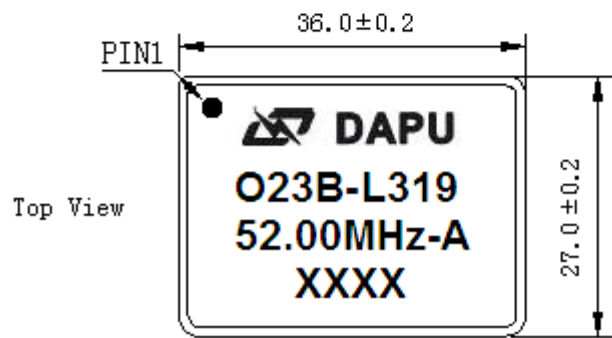 36.0±0.2
PIN1
DAPU
O23B-L319
Top View
52.00MHz-A
27.0±0.2
XXXX